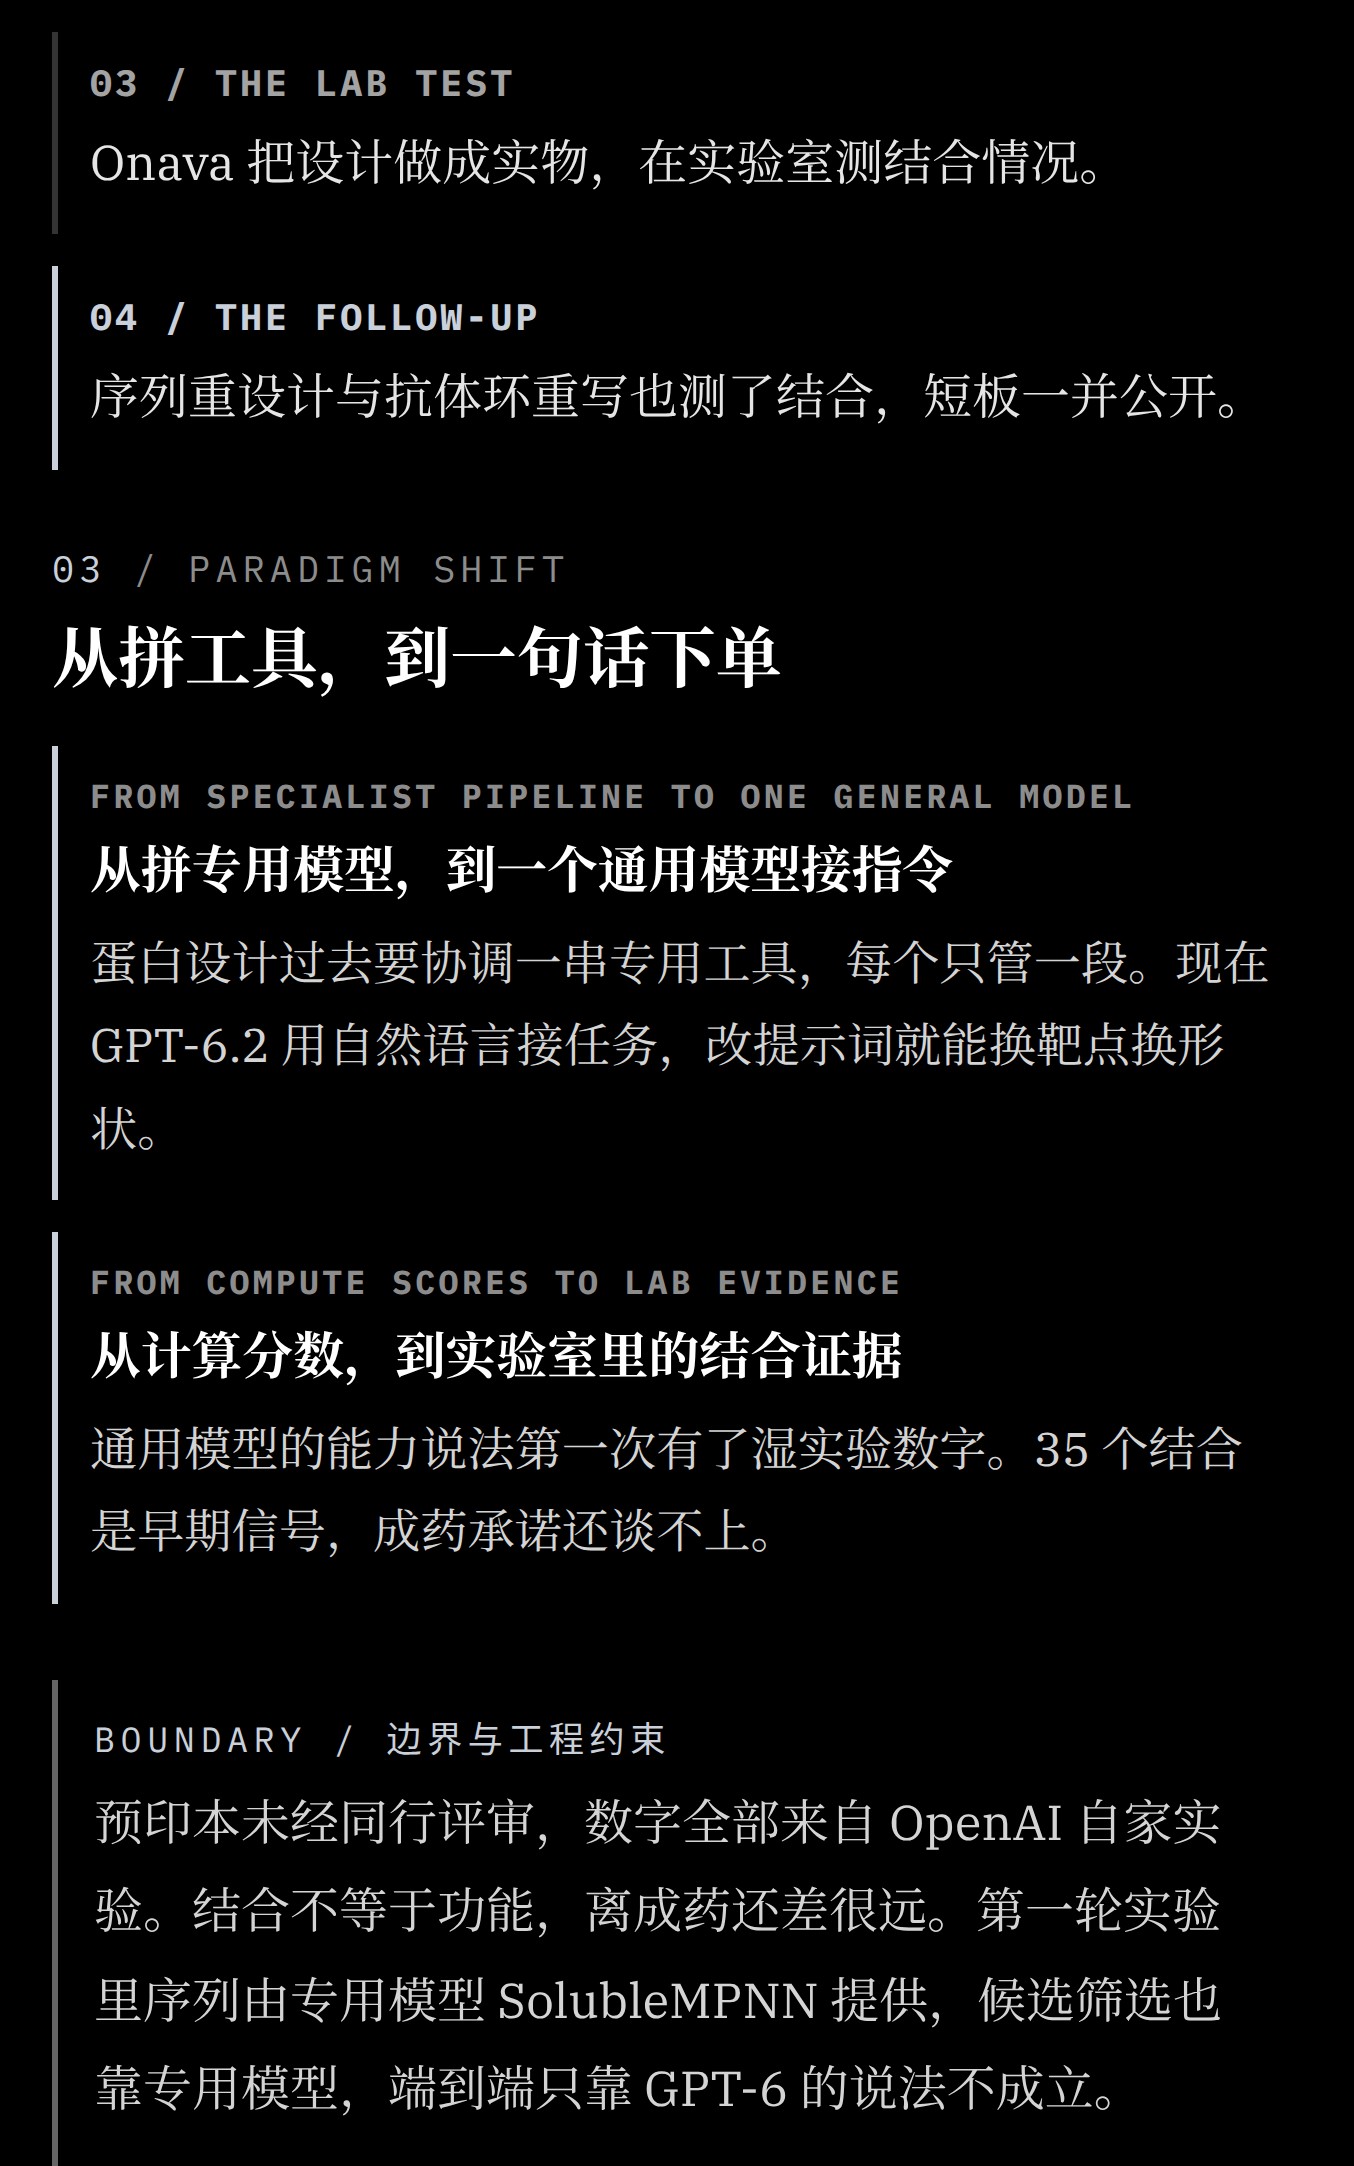 03 / THE LAB TEST
Onava 把设计做成实物，在实验室测结合情况。
04 / THE FOLLOW-UP
序列重设计与抗体环重写也测了结合，短板一并公开。
03 / PARADIGM SHIFT
从拼工具，到一句话下单
FROM SPECIALIST PIPELINE TO ONE GENERAL MODEL
从拼专用模型，到一个通用模型接指令
蛋白设计过去要协调一串专用工具，每个只管一段。现在
GPT-6.2 用自然语言接任务，改提示词就能换靶点换形
状。
FROM COMPUTE SCORES TO LAB EVIDENCE
从计算分数，到实验室里的结合证据
通用模型的能力说法第一次有了湿实验数字。35 个结合
是早期信号，成药承诺还谈不上。
BOUNDARY / 边界与工程约束
预印本未经同行评审，数字全部来自 OpenAI 自家实
验。结合不等于功能，离成药还差很远。第一轮实验
里序列由专用模型 SolubleMPNN 提供，候选筛选也
靠专用模型，端到端只靠 GPT-6 的说法不成立。